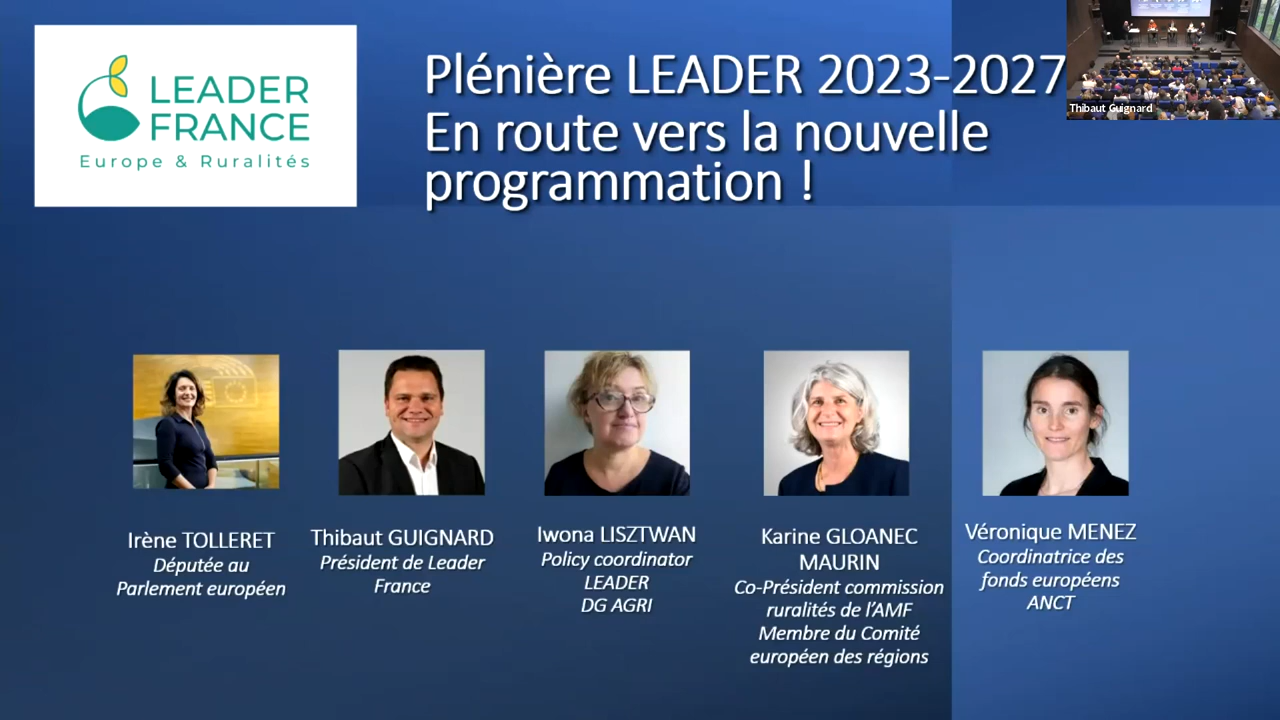 LEADER
FRANCE
Europe & Ruralités
Plénière LEADER 2023-2027
En route vers la nouvelle
programmation !
Thibaut Guignard
Irène TOLLERET
Députée au
Parlement européen
Thibaut GUIGNARD
Président de Leader
France
Iwona LISZTWAN
Policy coordinator
LEADER
DG AGRI
Karine GLOANEC
MAURIN
Co-Président commission
ruralités de l'AMF
Membre du Comité
européen des régions
Véronique MENEZ
Coordinatrice des
fonds européens
ANCT